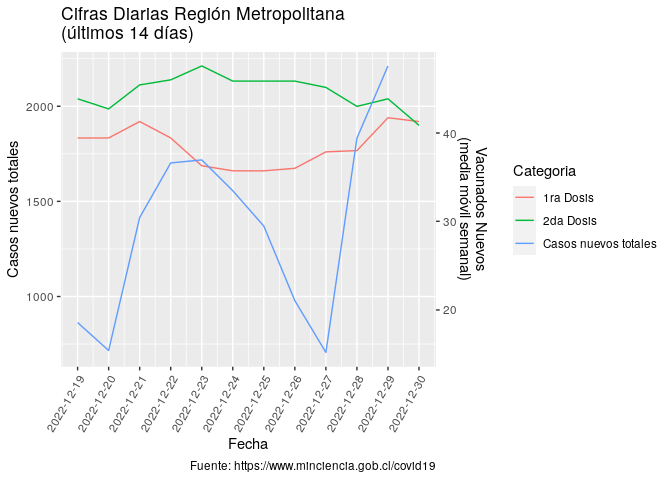 Cifras Diarias Región Metropolitana
(últimos 14 días)
Casos nuevos totales
2000
1500
1000
40
30
20
Vacunados Nuevos
(media móvil semanal)
2022-12-19
2022-12-20
2022-12-21
2022-12-22
2022-12-23
2022-12-24
2022-12-25
2022-12-26
2022-12-27
2022-12-28
2022-12-29
2022-12-30
Fecha
Categoria
1ra Dosis
2da Dosis
Casos nuevos totales
Fuente: https://www.minciencia.gob.cl/covid19